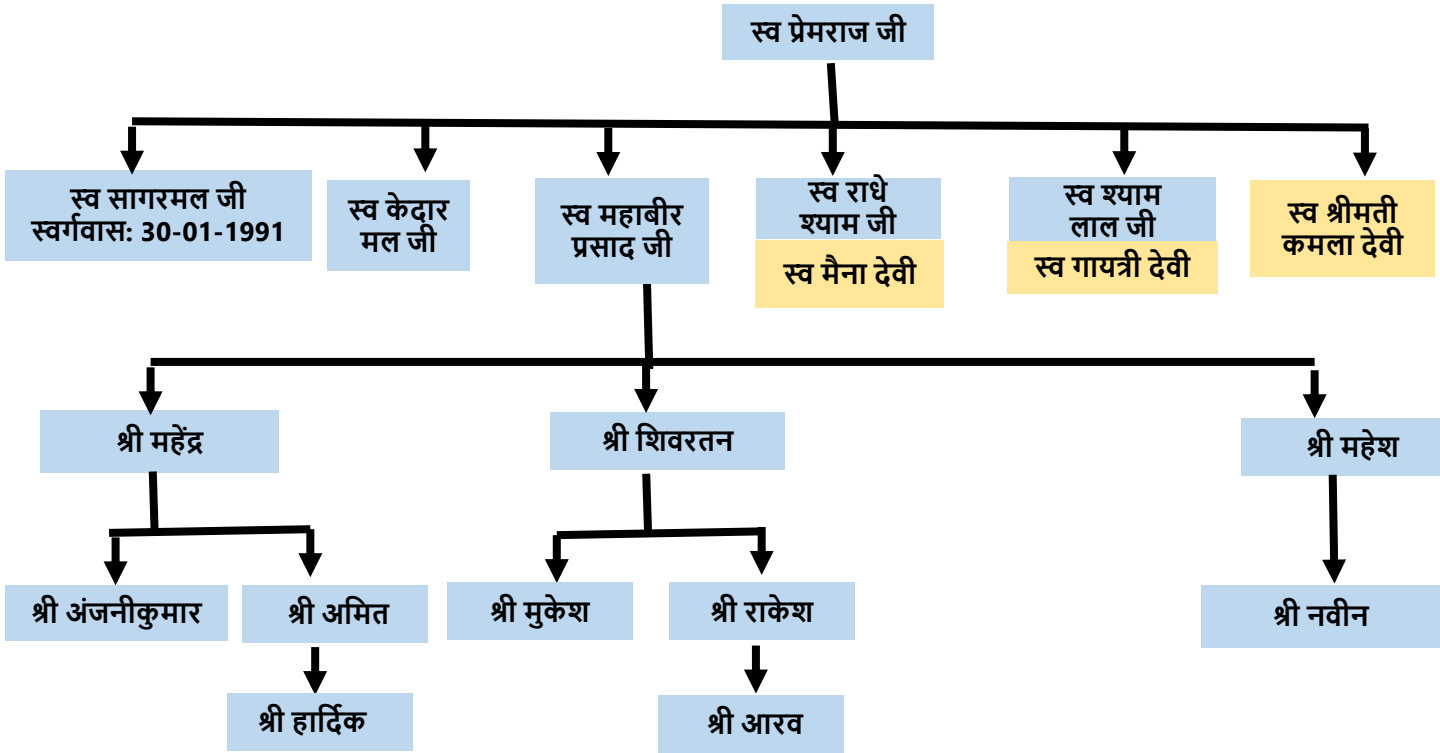 स्व प्रेमराज जी
स्व सागरमल जी
स्वर्गवास: 30-01-1991
स्व केदार
मल जी
स्व महाबीर
प्रसाद जी
स्व राधे
श्याम जी
स्व मैना देवी
स्व श्याम
लाल जी
स्व गायत्री देवी
स्व श्रीमती
कमला देवी
श्री महेंद्र
श्री शिवरतन
श्री महेश
श्री अंजनीकुमार
श्री अमित
श्री मुकेश
श्री राकेश
श्री नवीन
श्री हार्दिक
श्री आरव